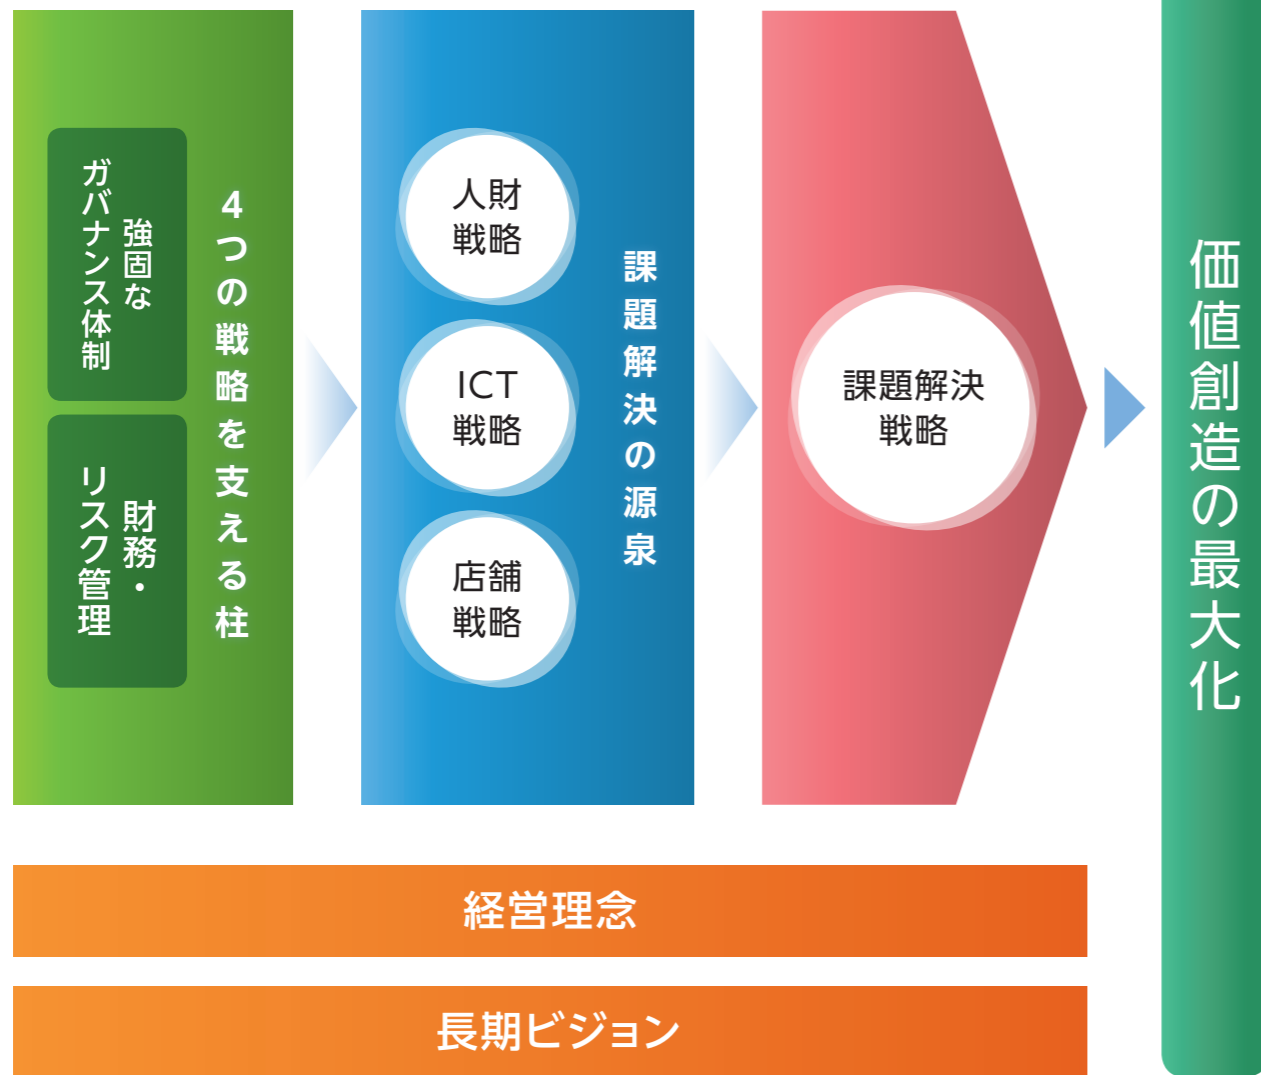 ４つの戦略を支える柱
強固な
ガバナンス体制
財務・
リスク管理
課題解決の源泉
人財
戦略
ICT
戦略
店舗
戦略
課題解決
戦略
価値創造の最大化
経営理念
長期ビジョン